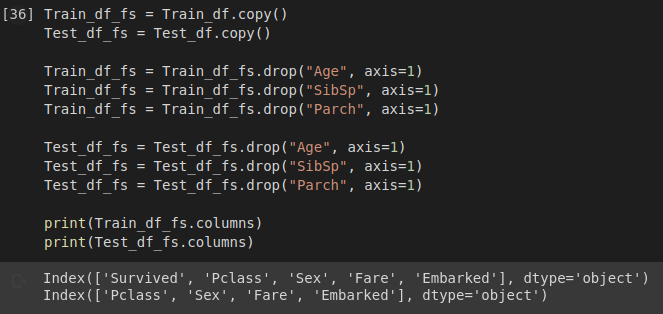 [36] Train_df_fs = Train_df.copy()
Test_df_fs = Test_df.copy()
Train_df_fs = Train_df_fs.drop("Age", axis=1)
Train_df_fs = Train_df_fs.drop("SibSp", axis=1)
Train_df_fs = Train_df_fs.drop("Parch", axis=1)
Test_df_fs = Test_df_fs.drop("Age", axis=1)
Test_df_fs = Test_df_fs.drop("SibSp", axis=1)
Test_df_fs = Test_df_fs.drop("Parch", axis=1)
print(Train_df_fs.columns)
print(Test_df_fs.columns)
Index(['Survived', 'Pclass', 'Sex', 'Fare', 'Embarked'], dtype='object')
Index(['Pclass', 'Sex', 'Fare', 'Embarked'], dtype='object')